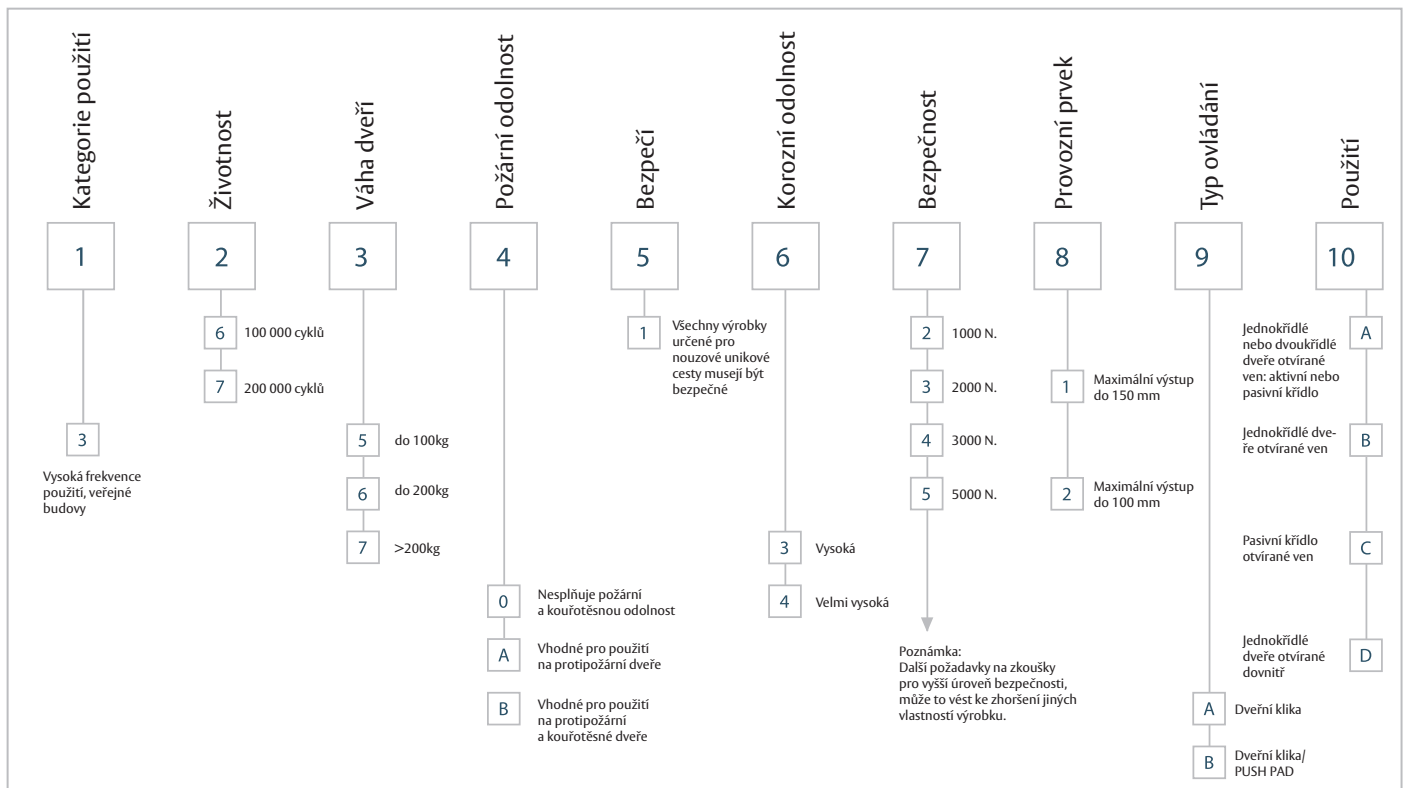 Kategorie použití
Životnost
Váha dveří
Požární odolnost
Bezpečí
Korozní odolnost
Bezpečnost
Provozní prvek
Typ ovládání
Použití
1
2
3
4
5
6
7
8
9
10
3
Vysoká frekvence
použití, veřejné
budovy
6
100 000 cyklů
7
200 000 cyklů
5
do 100kg
6
do 200kg
7
>200kg
0
Nesplňuje požární
a kouřotěsnou odolnost
A
Vhodné pro použití
na protipožární dveře
B
Vhodné pro použití
na protipožární
a kouřotěsné dveře
1
Všechny výrobky
určené pro
nouzové unikové
cesty musejí být
bezpečné
3
Vysoká
4
Velmi vysoká
2
1000 N.
3
2000 N.
4
3000 N.
5
5000 N.
Poznámka:
Další požadavky na zkoušky
pro vyšší úroveň bezpečnosti,
může to vést ke zhoršení jiných
vlastností výrobku.
1
Maximální výstup
do 150 mm
2
Maximální výstup
do 100 mm
A
Dveřní klika
B
Dveřní klika/
PUSH PAD
Jednokřídlé
nebo dvoukřídlé
dveře otvírané
ven: aktivní nebo
pasivní křídlo
A
Jednokřídlé dve-
ře otvírané ven
B
Pasivní křídlo
otvírané ven
C
Jednokřídlé
dveře otvírané
dovnitř
D